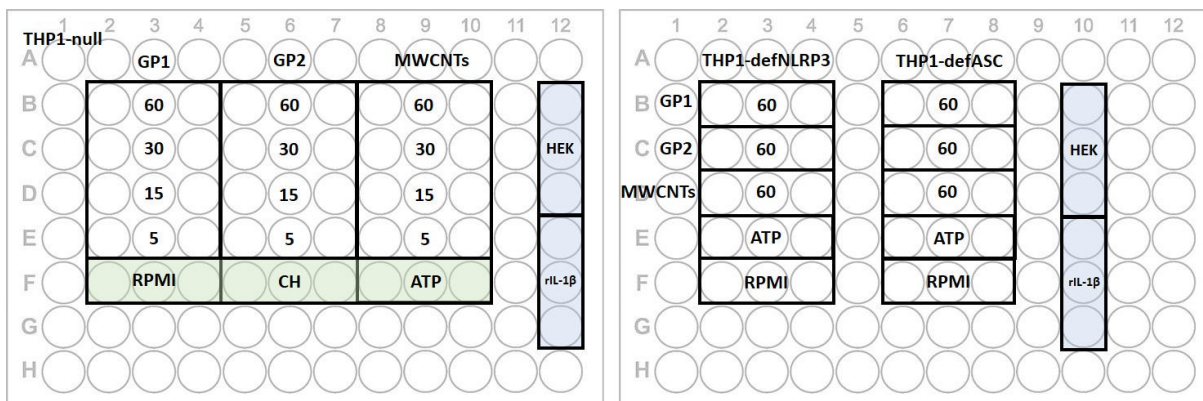 1 2 3 4 5 6 7 8 9 10 11 12
THP1-null
A GP1 GP2 MWCNTs
B 60 60 60
C 30 30 30 HEK
D 15 15 15
E 5 5 5
F RPMI CH ATP rIL-1β
G
H
1 2 3 4 5 6 7 8 9 10 11 12
A THP1-defNLRP3 THP1-defASC
B GP1 60 60
C GP2 60 60 HEK
MWCNTs 60 60
E ATP ATP
F RPMI RPMI rIL-1β
G
H